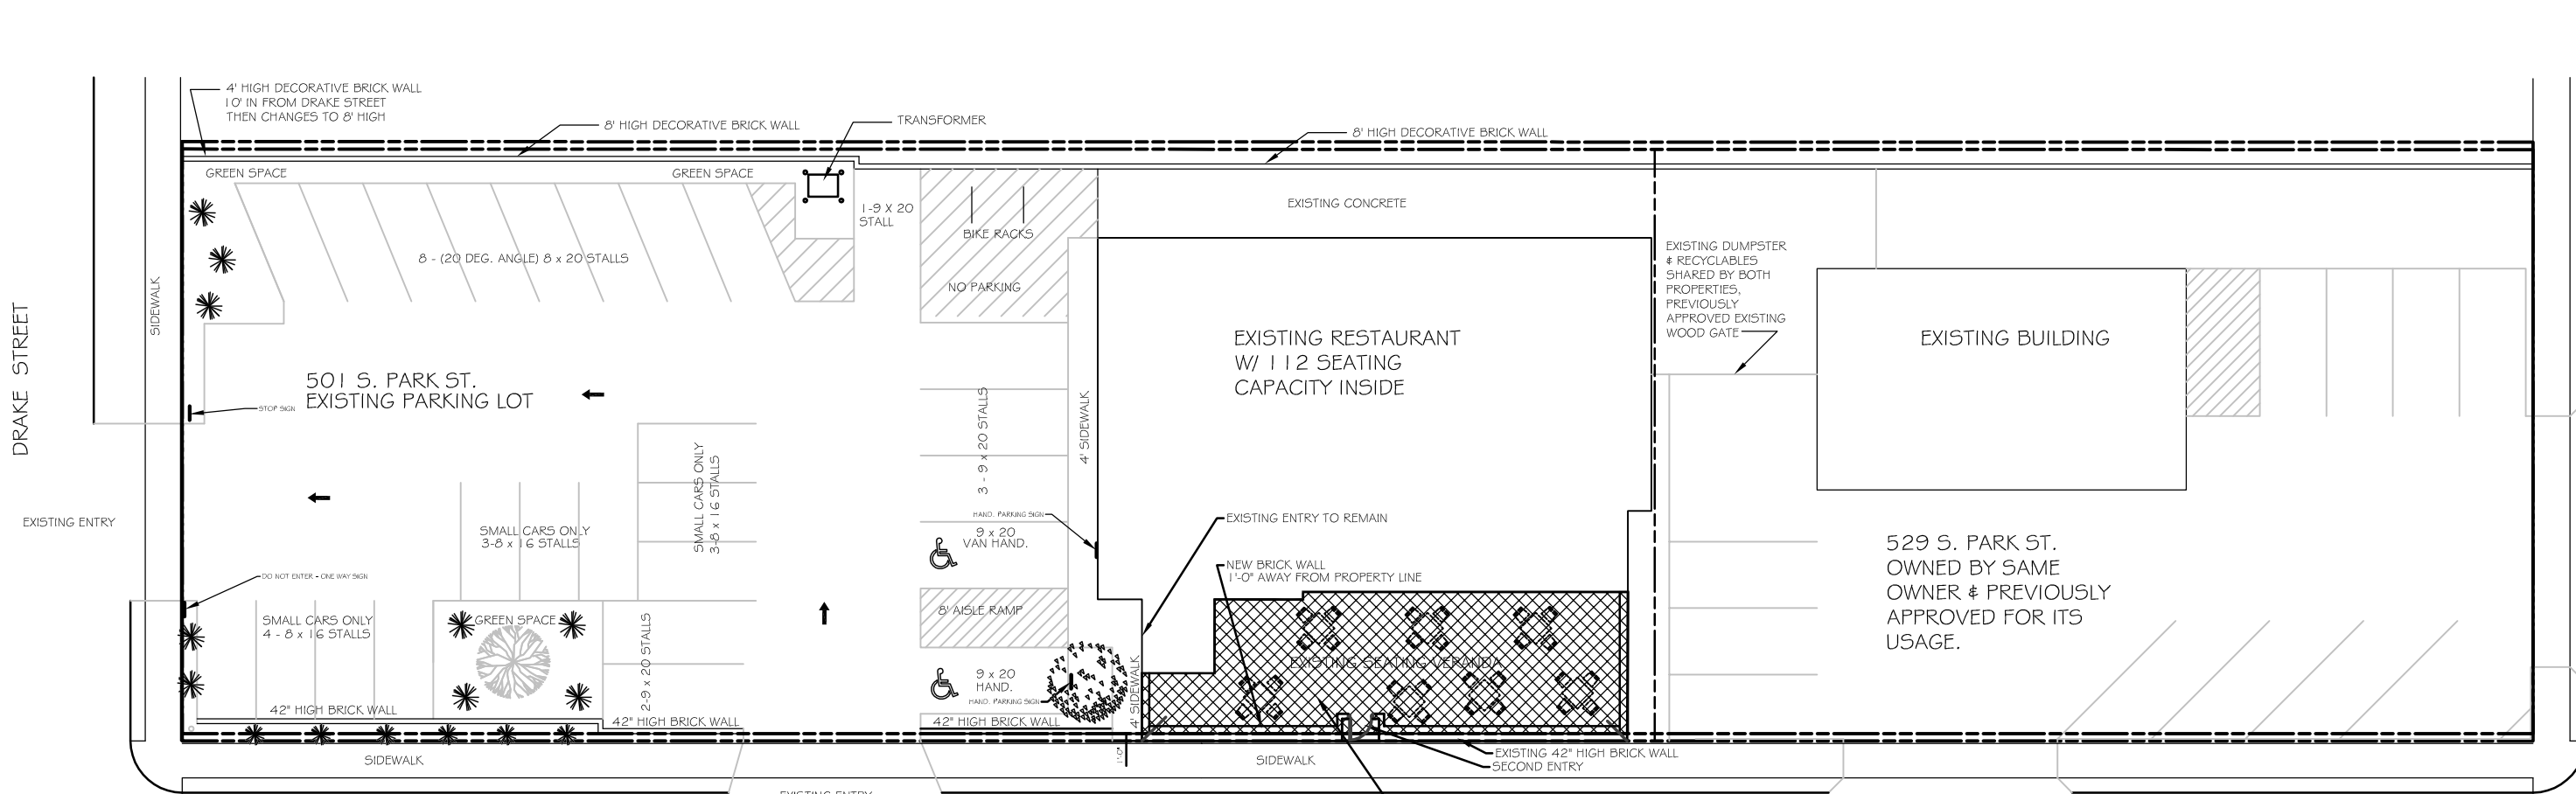 4' HIGH DECORATIVE BRICK WALL
10' IN FROM DRAKE STREET
THEN CHANGES TO 8' HIGH
8' HIGH DECORATIVE BRICK WALL
TRANSFORMER
8' HIGH DECORATIVE BRICK WALL
GREEN SPACE
GREEN SPACE
1-9 X 20
STALL
BIKE RACKS
NO PARKING
EXISTING CONCRETE
8 - (20 DEG. ANGLE) 8 x 20 STALLS
SIDEWALK
DRAKE STREET
EXISTING DUMPSTER
& RECYCLABLES
SHARED BY BOTH
PROPERTIES,
PREVIOUSLY
APPROVED EXISTING
WOOD GATE
EXISTING RESTAURANT
W/ 112 SEATING
CAPACITY INSIDE
EXISTING BUILDING
501 S. PARK ST.
EXISTING PARKING LOT
STOP SIGN
3 - 9 x 20 STALLS
4' SIDEWALK
SMALL CARS ONLY
3-8 x 16 STALLS
SMALL CARS ONLY
3-8 x 16 STALLS
EXISTING ENTRY
HAND. PARKING SIGN
9 x 20
VAN HAND.
EXISTING ENTRY TO REMAIN
NEW BRICK WALL
1'-0" AWAY FROM PROPERTY LINE
529 S. PARK ST.
OWNED BY SAME
OWNER & PREVIOUSLY
APPROVED FOR ITS
USAGE.
DO NOT ENTER - ONE WAY SIGN
SMALL CARS ONLY
4 - 8 x 16 STALLS
GREEN SPACE
2-9 x 20 STALLS
8' AISLE RAMP
9 x 20
HAND.
HAND. PARKING SIGN
4' SIDEWALK
EXISTING SEATING VERANDA
42" HIGH BRICK WALL
42" HIGH BRICK WALL
42" HIGH BRICK WALL
1'-0"
EXISTING 42" HIGH BRICK WALL
SECOND ENTRY
SIDEWALK
SIDEWALK
EXISTING ENTRY